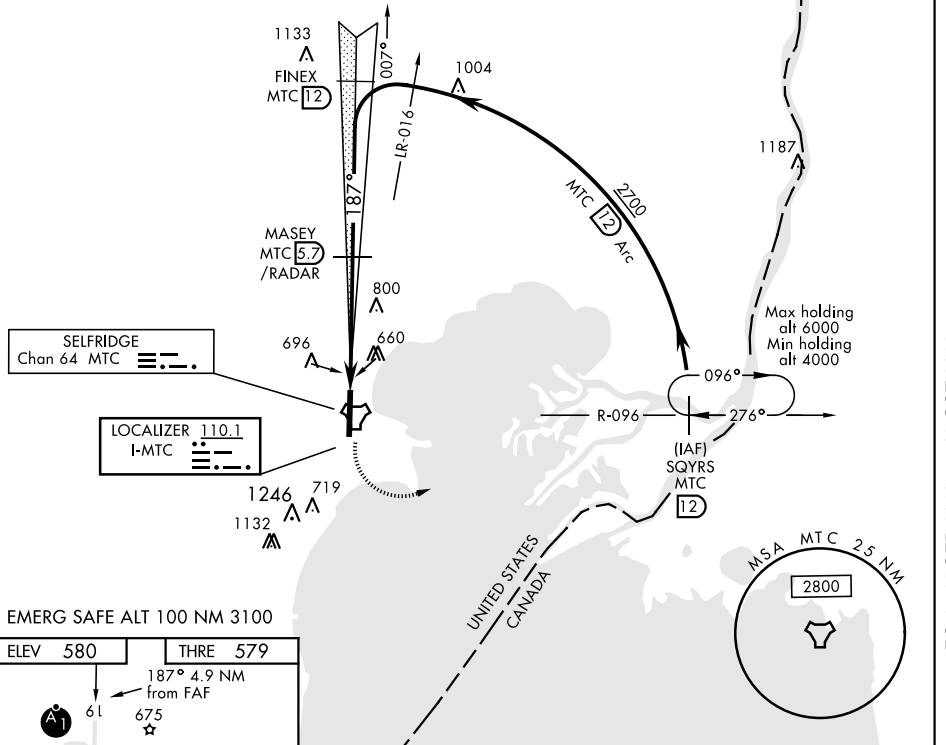 1133
FINEX
MTC 12
007°
LR-016
1004
1187
187°
MTC 12 Arc
2700
MASEY
MTC 5.7
/RADAR
800
696
660
Max holding
alt 6000
Min holding
alt 4000
SELFRIDGE
Chan 64 MTC
096°
R-096
276°
LOCALIZER 110.1
I-MTC
(IAF)
SQYRS
MTC
12
1246
719
1132
UNITED STATES
CANADA
MSA MTC 25 NM
2800
EMERG SAFE ALT 100 NM 3100
ELEV 580
THRE 579
187° 4.9 NM
from FAF
A1
61
675